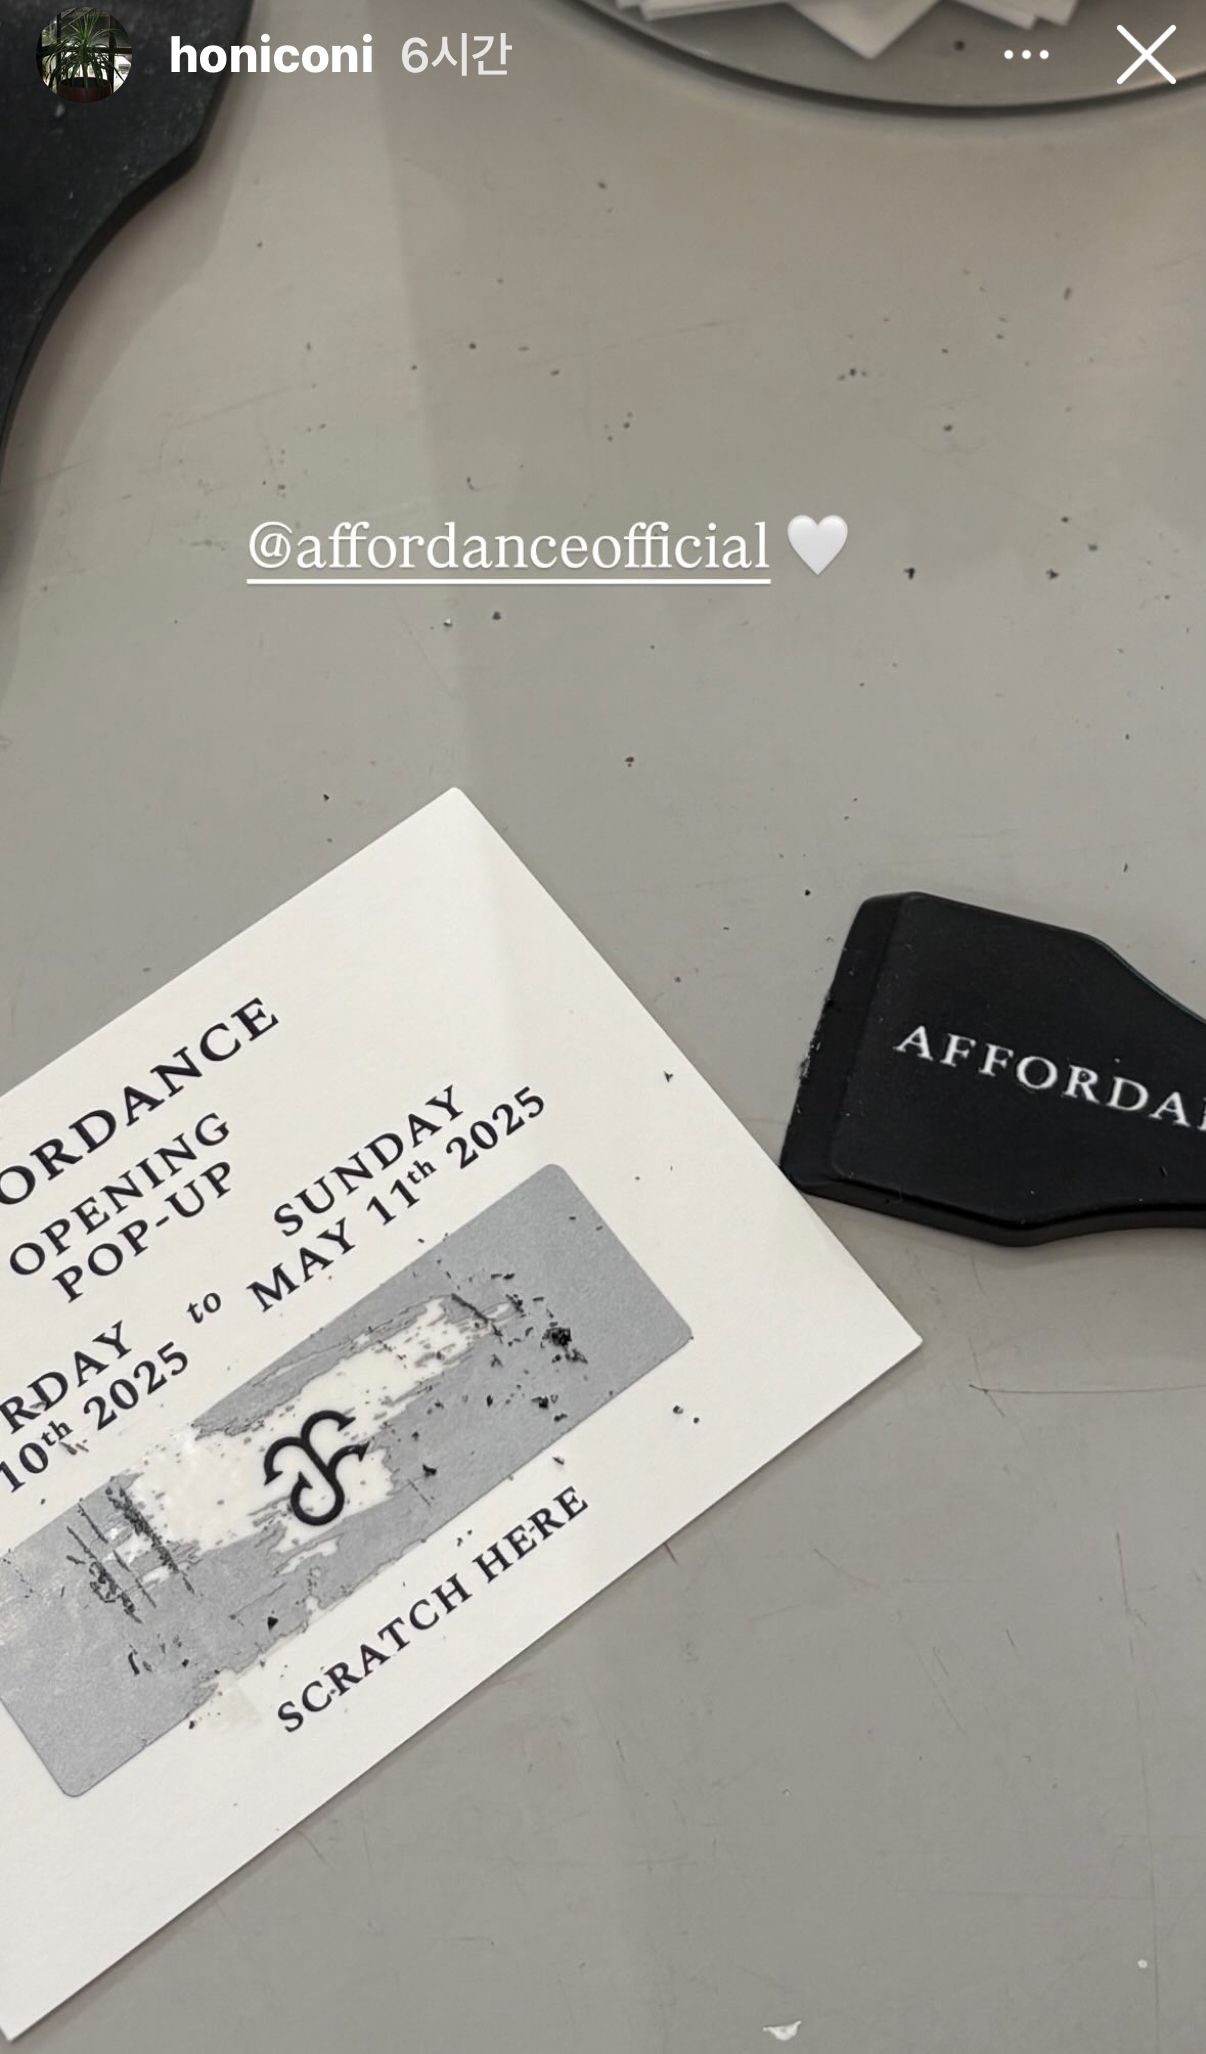 honiconi 6시간
@affordanceofficial 🤍
ORDANCE
OPENING
POP-UP
RDAY to SUNDAY
10th 2025 MAY 11th 2025
SCRATCH HERE
AFFORDA